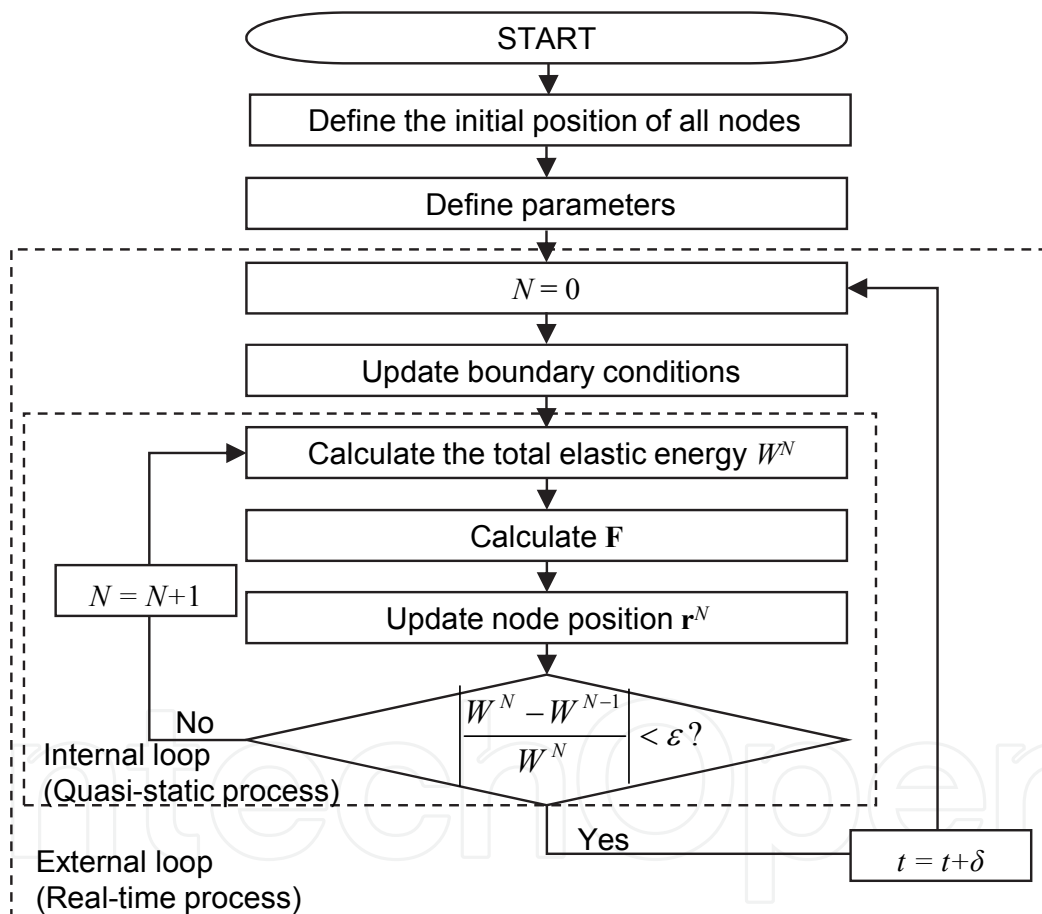 START
Define the initial position of all nodes
Define parameters
N = 0
Update boundary conditions
Calculate the total elastic energy W^N
Calculate F
N = N+1
Update node position r^N
|W^N − W^{N−1} / W^N| < ε?
No
Internal loop
(Quasi-static process)
Yes
t = t+δ
External loop
(Real-time process)